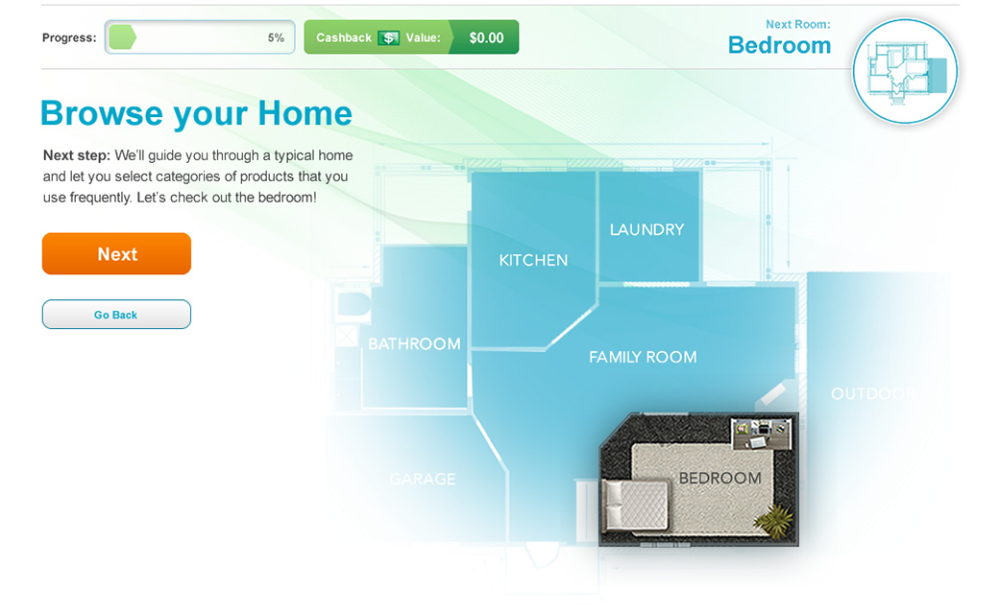 Progress:
5%
Cashback $ Value:
$0.00
Next Room:
Bedroom
Browse your Home
Next step: We'll guide you through a typical home
and let you select categories of products that you
use frequently. Let's check out the bedroom!
Next
Go Back
LAUNDRY
KITCHEN
BATHROOM
FAMILY ROOM
OUTDOOR
GARAGE
BEDROOM